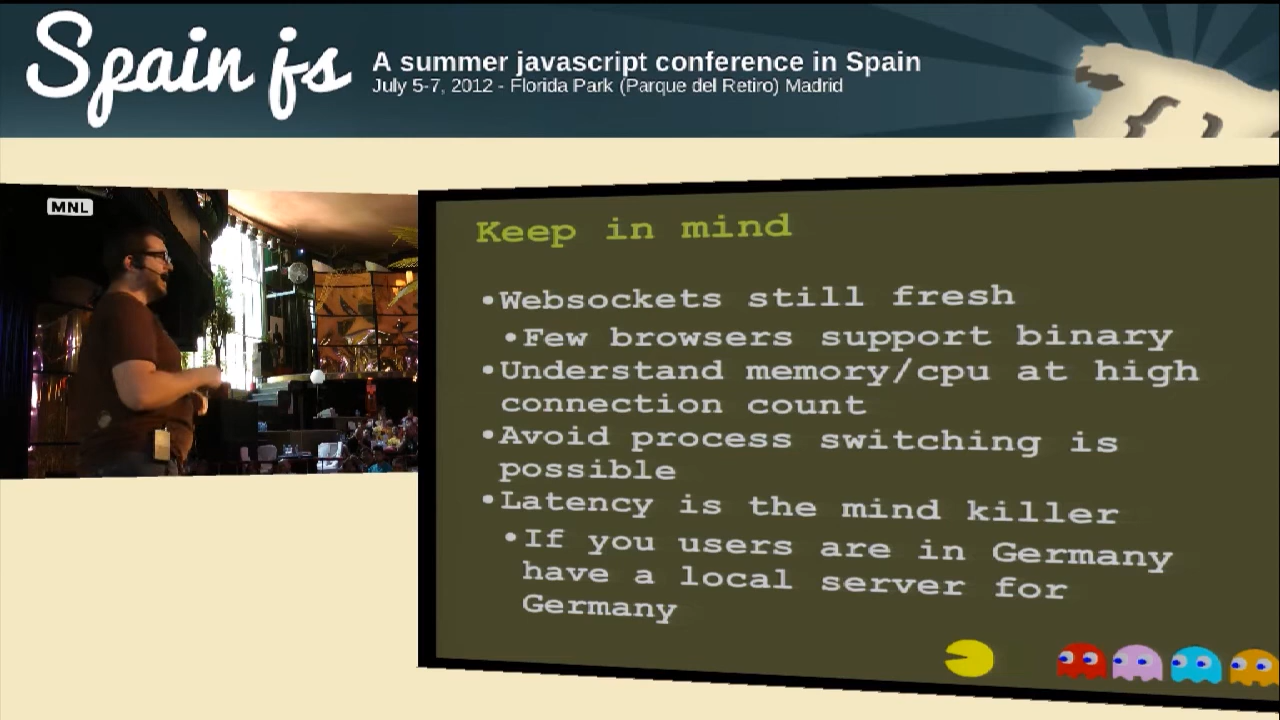 Spain js
A summer javascript conference in Spain
July 5-7, 2012 - Florida Park (Parque del Retiro) Madrid
MNL
Keep in mind
•Websockets still fresh
•Few browsers support binary
•Understand memory/cpu at high
connection count
•Avoid process switching is
possible
•Latency is the mind killer
•If you users are in Germany
have a local server for
Germany